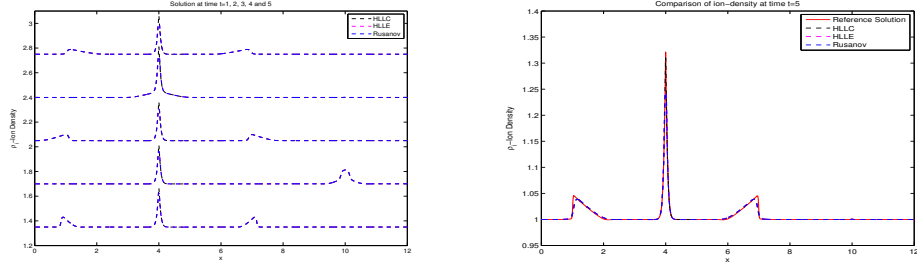 Solution at time t=1, 2, 3, 4 and 5
HLLC
HLLE
Rusanov
3
2.8
2.6
2.4
2.2
2
1.8
1.6
1.4
1.2
ρi−Ion Density
0 2 4 6 8 10 12
x
Comparison of ion−density at time t=5
Reference Solution
HLLC
HLLE
Rusanov
1.4
1.35
1.3
1.25
1.2
1.15
1.1
1.05
1
0.95
ρi−Ion Density
0 2 4 6 8 10 12
x